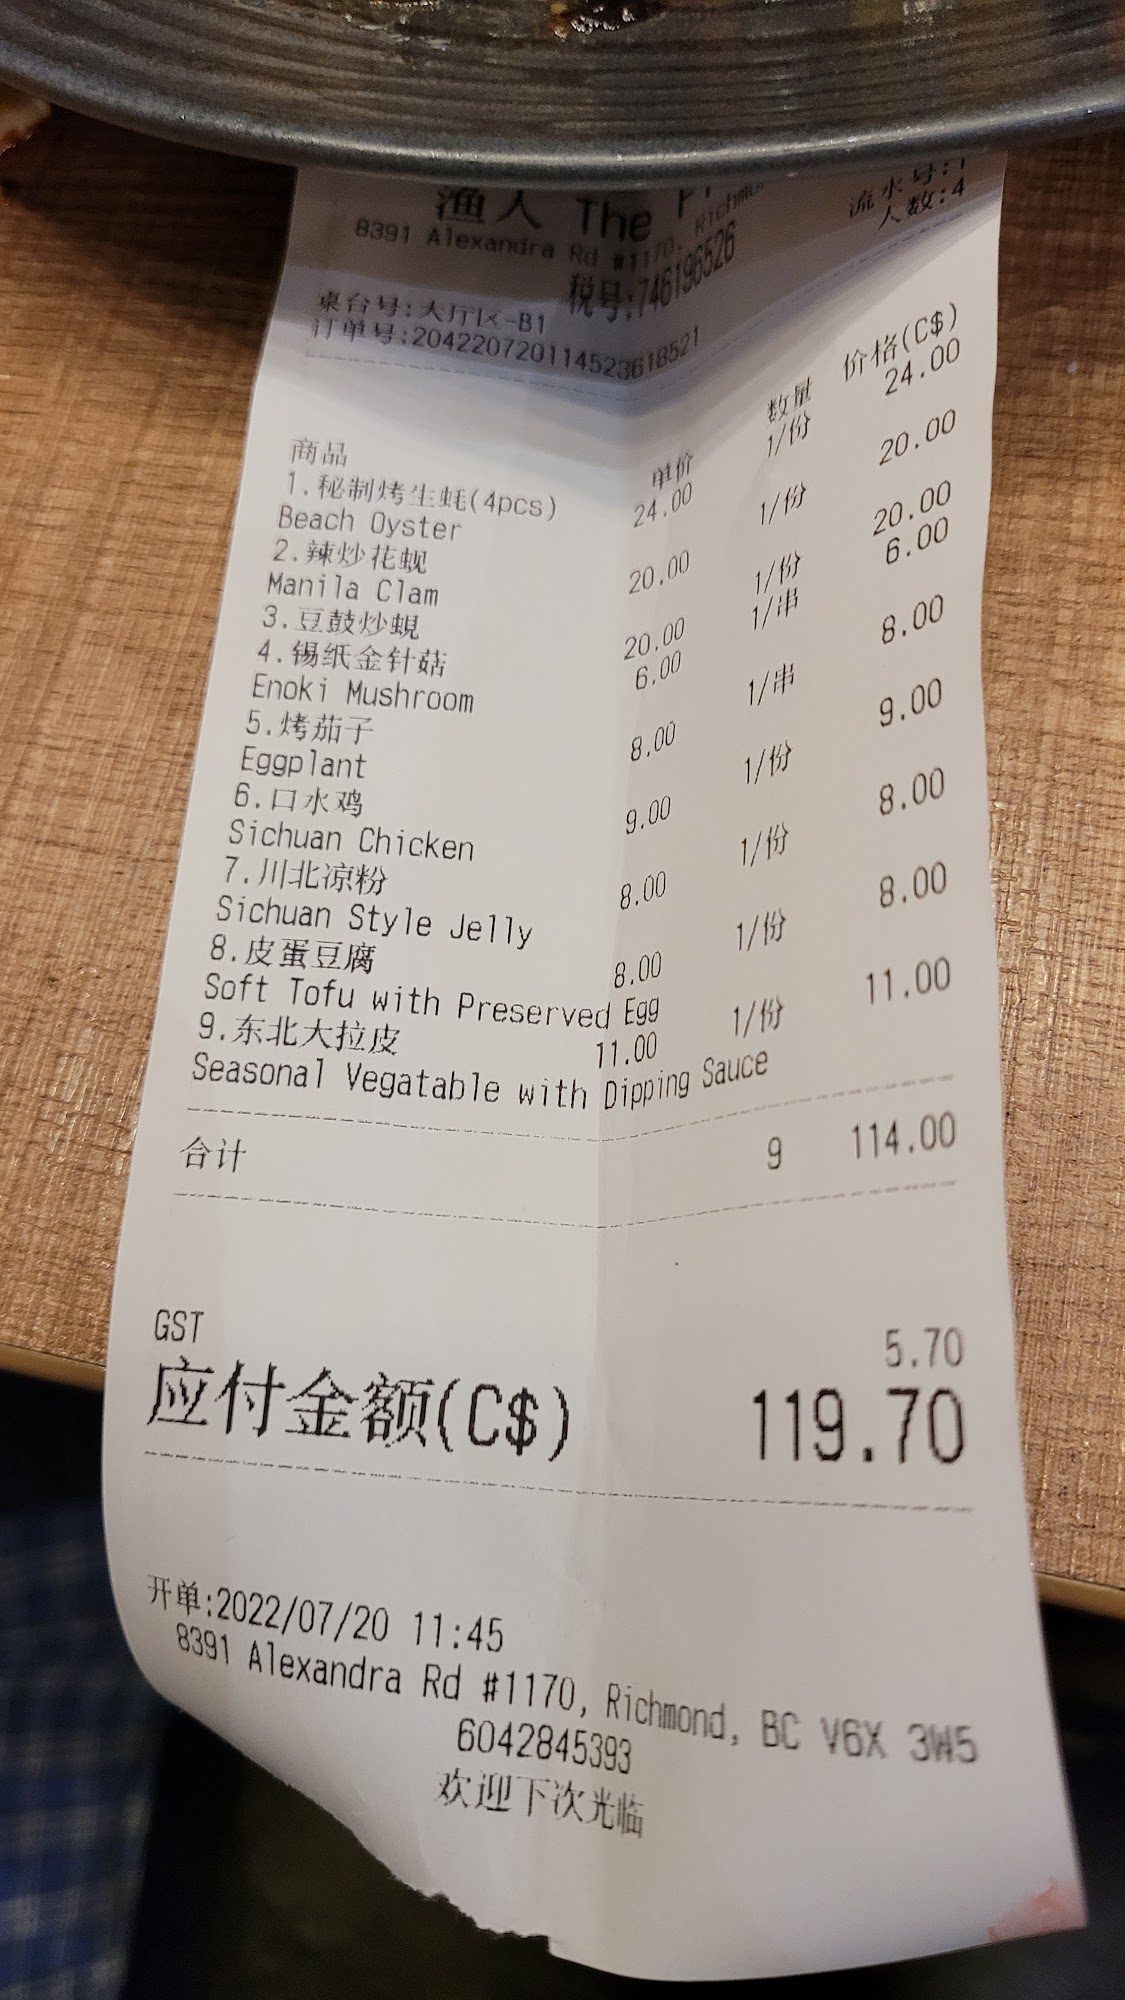 渔人 The
流水号:
8391 Alexandra Rd #1170, Richmo
人数:4
税号:746196526
桌台号:大厅区-B1
订单号:204220720114523618521
商品 单价 数量 价格(C$)
1.秘制烤生蚝(4pcs) 24.00 1/份 24.00
Beach Oyster
2.辣炒花蚬 20.00 1/份 20.00
Manila Clam
3.豆鼓炒蜆 20.00 1/份 20.00
4.锡纸金针菇 6.00 1/串 6.00
Enoki Mushroom
5.烤茄子 8.00 1/串 8.00
Eggplant
6.口水鸡 9.00 1/份 9.00
Sichuan Chicken
7.川北凉粉 8.00 1/份 8.00
Sichuan Style Jelly
8.皮蛋豆腐 8.00 1/份 8.00
Soft Tofu with Preserved Egg
9.东北大拉皮 11.00 1/份 11.00
Seasonal Vegatable with Dipping Sauce
合计 9 114.00
GST 5.70
应付金额(C$) 119.70
开单:2022/07/20 11:45
8391 Alexandra Rd #1170, Richmond, BC V6X 3W5
6042845393
欢迎下次光临